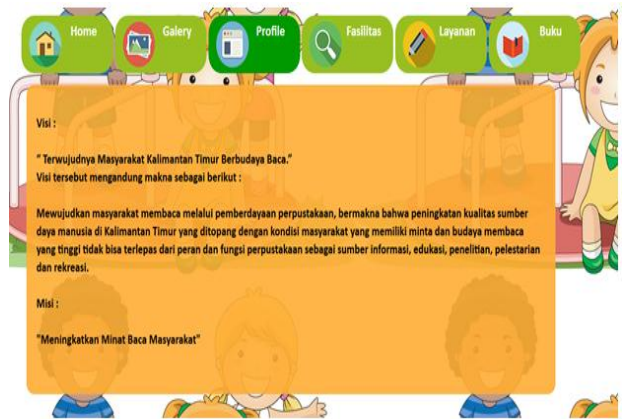 Home Galery Profile Fasilitas Layanan Buku
Visi :
" Terwujudnya Masyarakat Kalimantan Timur Berbudaya Baca."
Visi tersebut mengandung makna sebagai berikut :
Mewujudkan masyarakat membaca melalui pemberdayaan perpustakaan, bermakna bahwa peningkatan kualitas sumber
daya manusia di Kalimantan Timur yang ditopang dengan kondisi masyarakat yang memiliki minta dan budaya membaca
yang tinggi tidak bisa terlepas dari peran dan fungsi perpustakaan sebagai sumber informasi, edukasi, penelitian, pelestarian
dan rekreasi.
Misi :
"Meningkatkan Minat Baca Masyarakat"